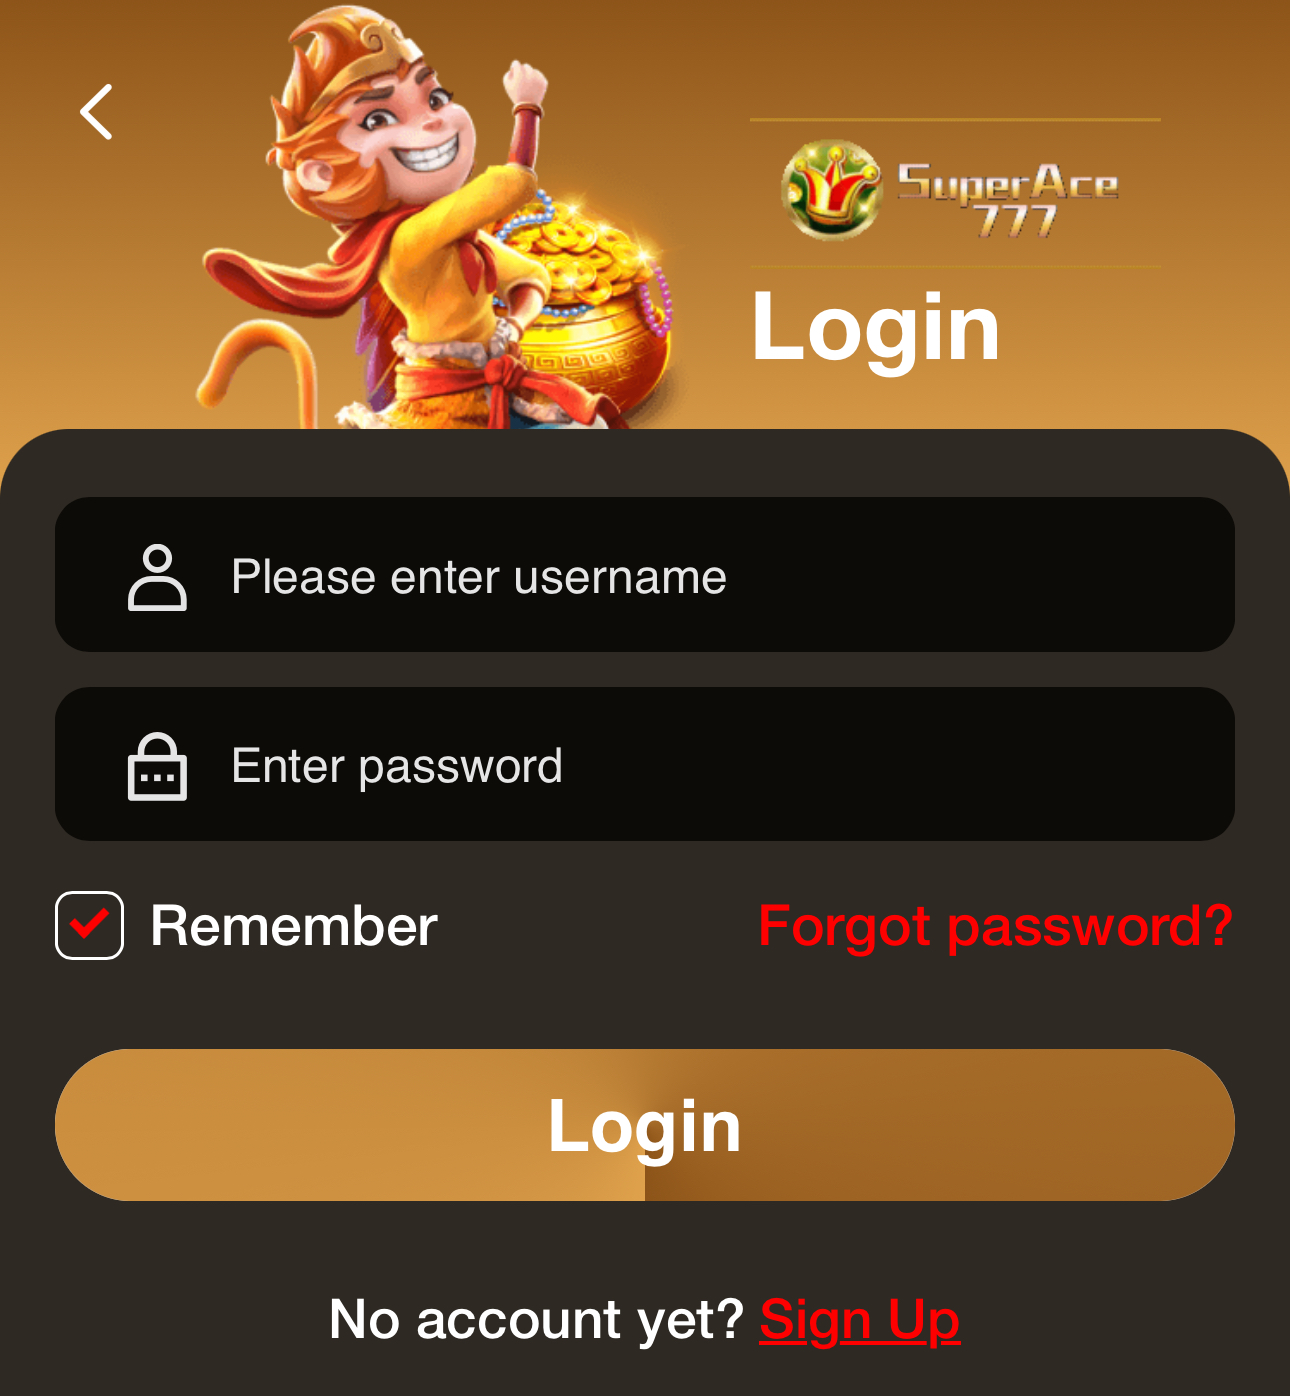 SuperAce
777
Login
Please enter username
Enter password
Remember
Forgot password?
Login
No account yet? Sign Up